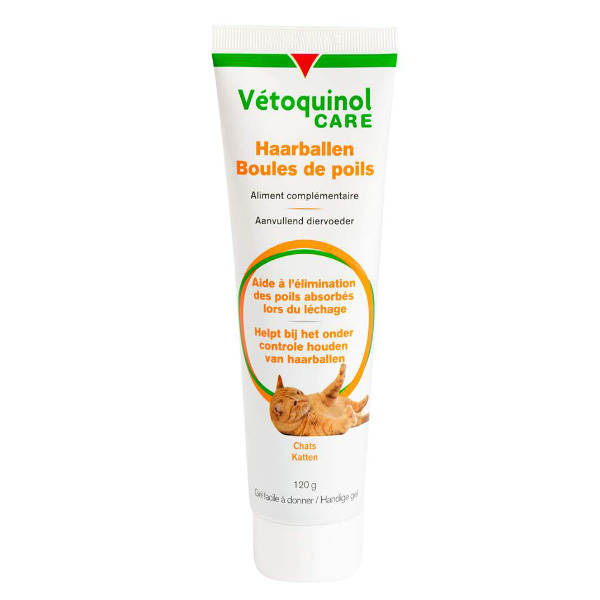 Vétoquinol
CARE
Haarballen
Boules de poils
Aliment complémentaire
Aanvullend diervoeder
Aide à l'élimination
des poils absorbés
lors du léchage
Helpt bij het onder
controle houden
van haarballen
Chats
Katten
120 g
Gel facile à donner / Handige gel